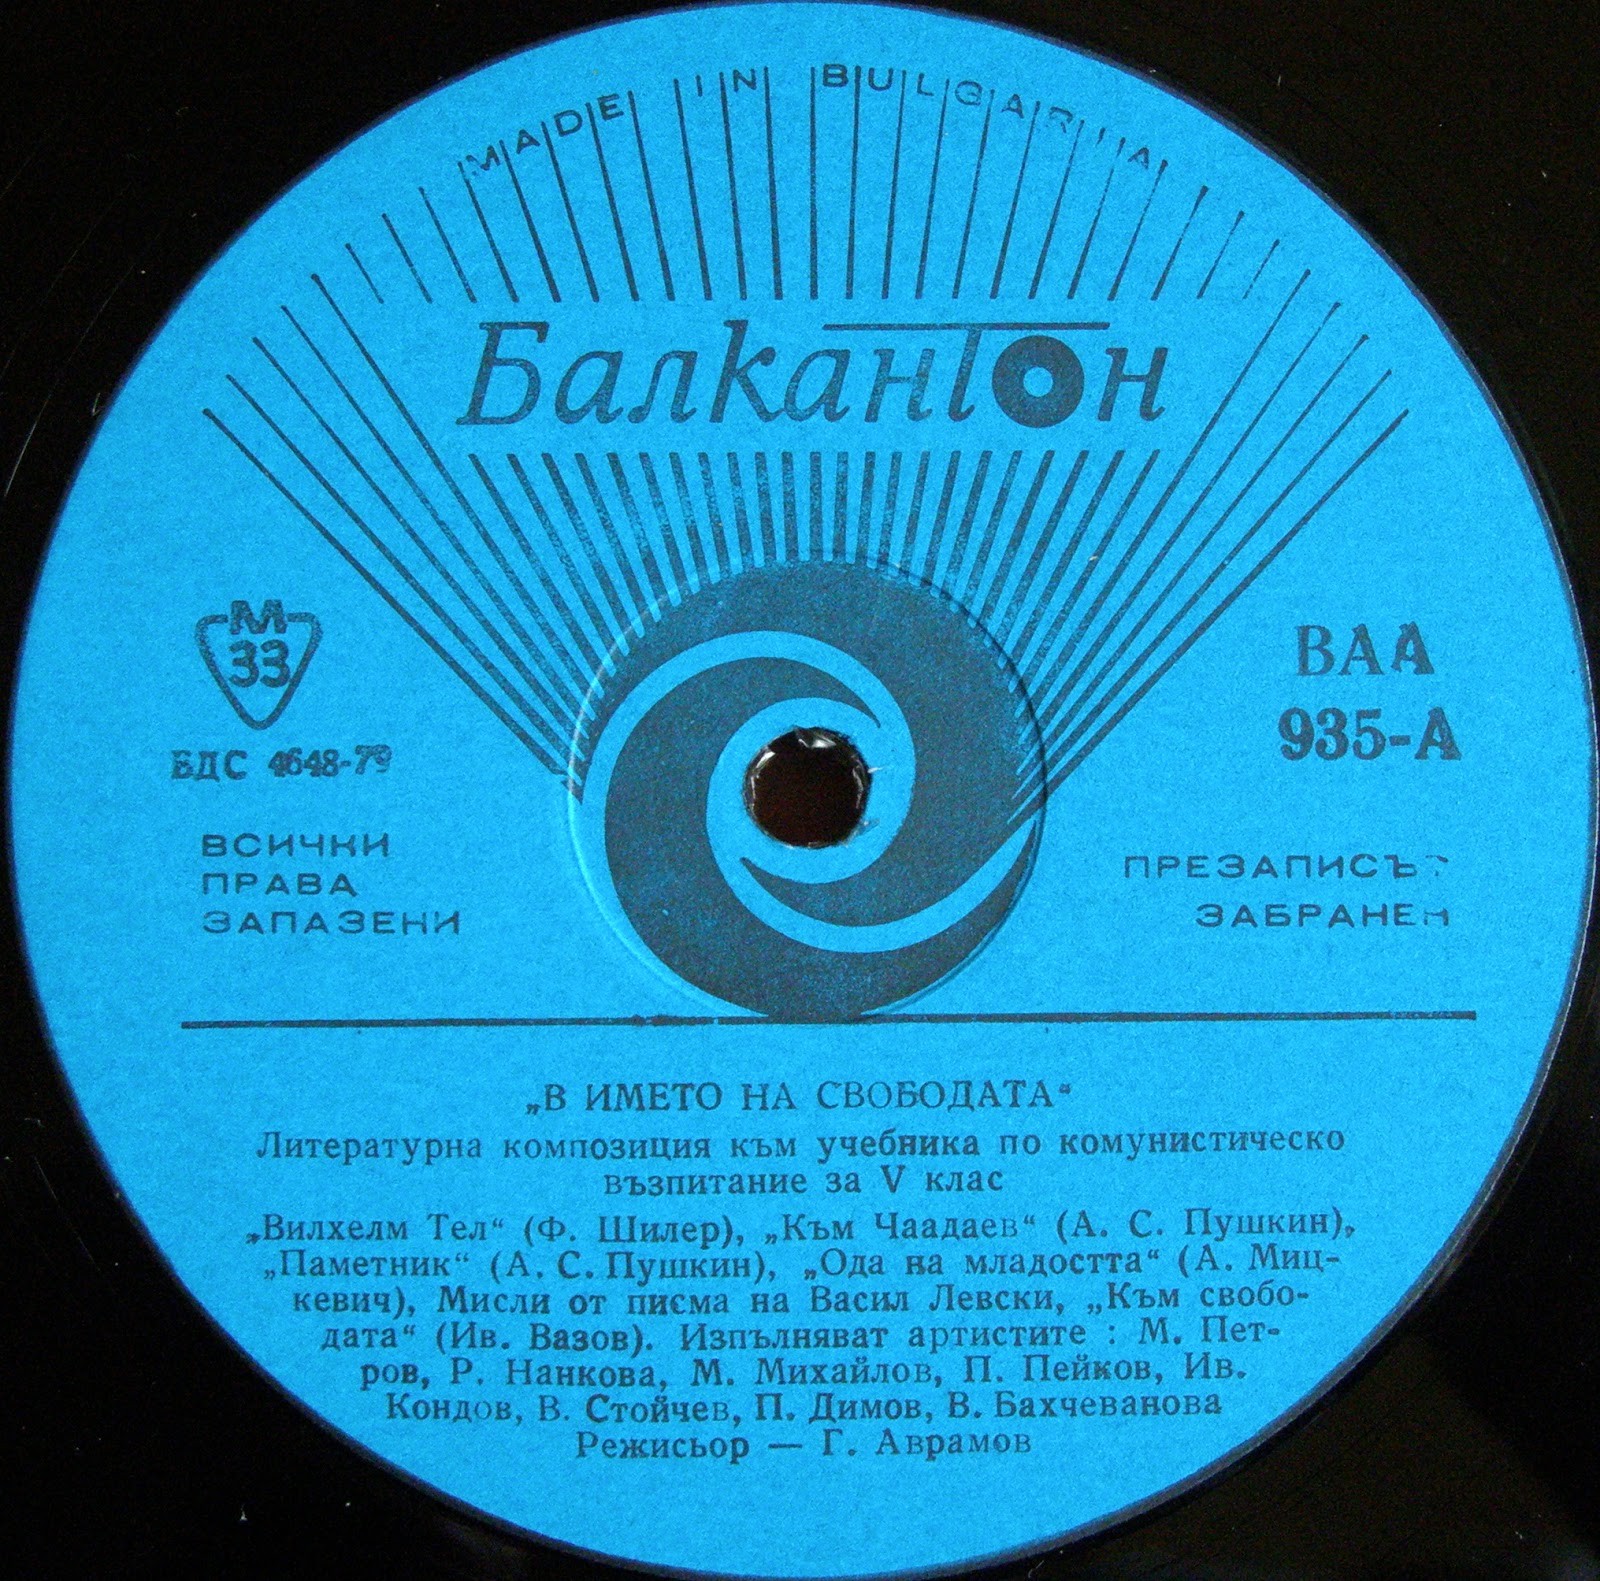 MADE IN BULGARIA
Балкантон
М
33
БДС 4648-79
ВАА
935-А
ВСИЧКИ
ПРАВА
ЗАПАЗЕНИ
ПРЕЗАПИСЪТ
ЗАБРАНЕН
„В ИМЕТО НА СВОБОДАТА“
Литературна композиция към учебника по комунистическо
възпитание за V клас
„Вилхелм Тел“ (Ф. Шилер), „Към Чаадаев“ (А. С. Пушкин),
„Паметник“ (А. С. Пушкин), „Ода на младостта“ (А. Миц-
кевич), Мисли от писма на Васил Левски, „Към свобо-
дата“ (Ив. Вазов). Изпълняват артистите : М. Пет-
ров, Р. Нанкова, М. Михайлов, П. Пейков, Ив.
Кондов, В. Стойчев, П. Димов, В. Бахчеванова
Режисьор — Г. Аврамов